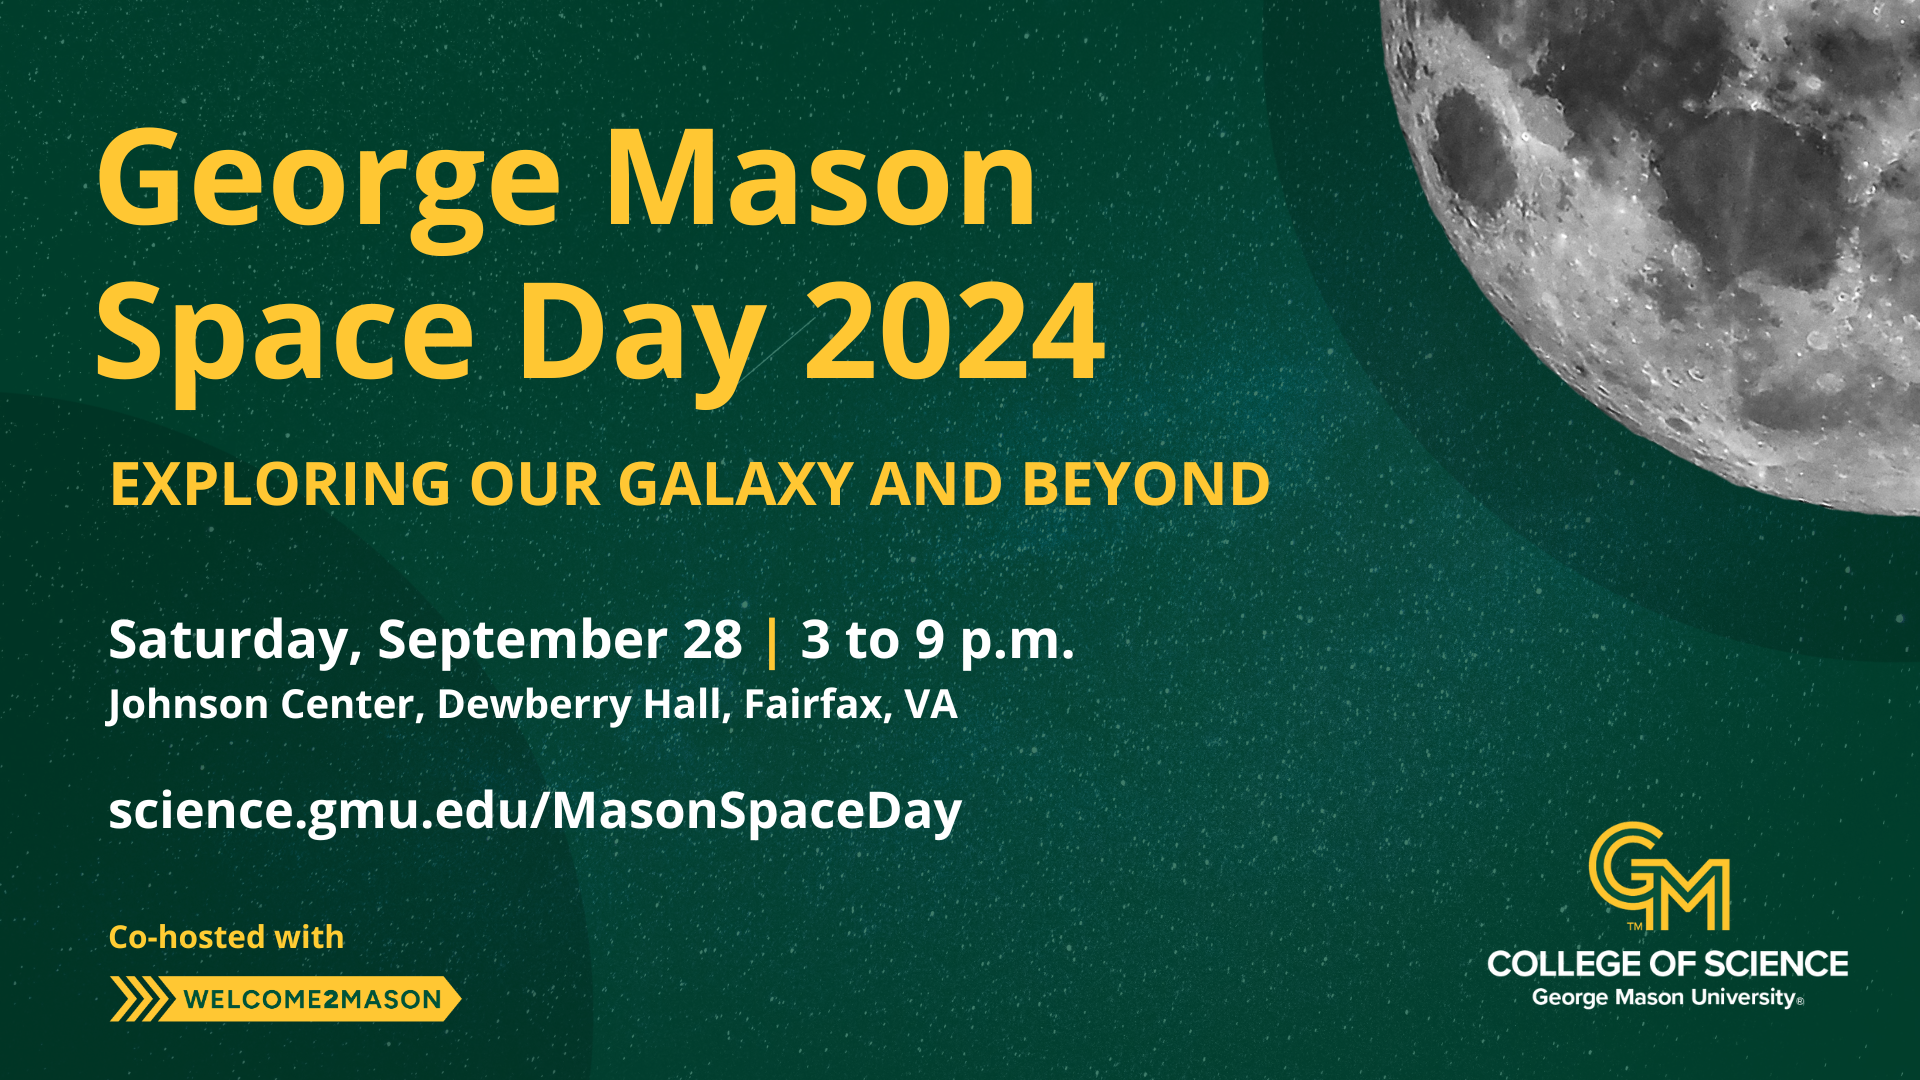 George Mason
Space Day 2024
EXPLORING OUR GALAXY AND BEYOND
Saturday, September 28 | 3 to 9 p.m.
Johnson Center, Dewberry Hall, Fairfax, VA
science.gmu.edu/MasonSpaceDay
Co-hosted with
WELCOME2MASON
GM
TM
COLLEGE OF SCIENCE
George Mason University®